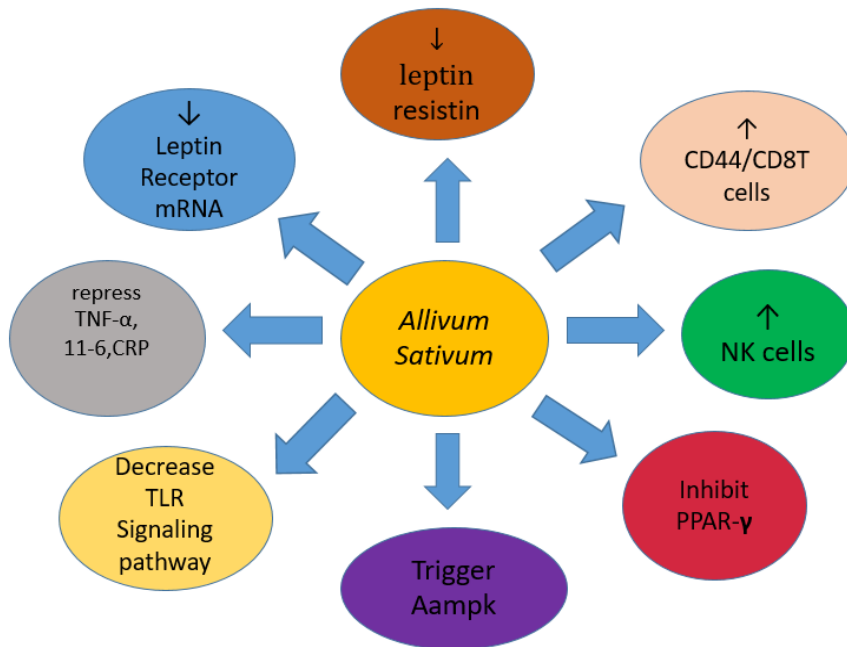 ↓
leptin
resistin
↓
Leptin
Receptor
mRNA
↑
CD44/CD8T
cells
repress
TNF-α,
11-6,CRP
Allivum
Sativum
↑
NK cells
Decrease
TLR
Signaling
pathway
Inhibit
PPAR-γ
Trigger
Aampk